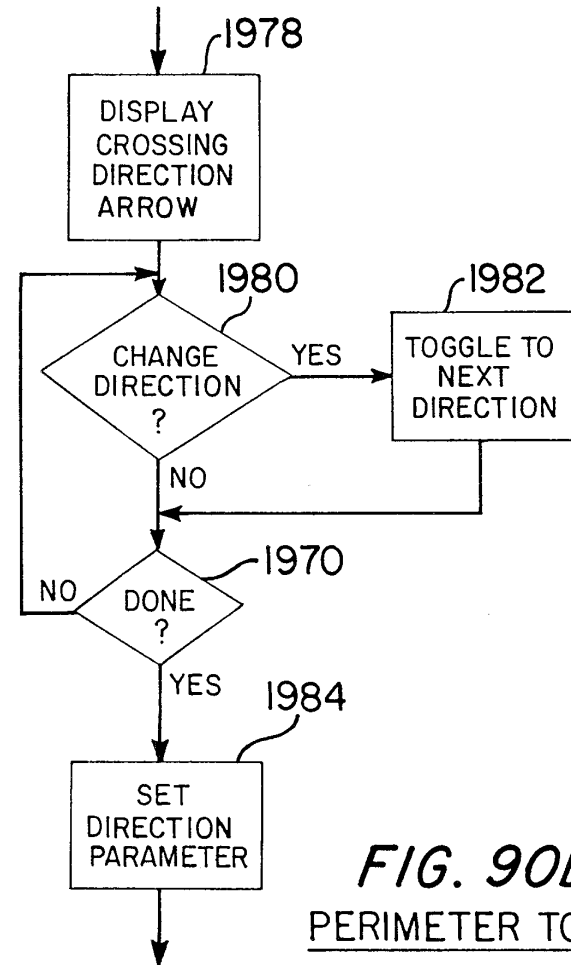 1978
DISPLAY
CROSSING
DIRECTION
ARROW
1980
1982
CHANGE
DIRECTION
?
YES
TOGGLE TO
NEXT
DIRECTION
NO
1970
NO
DONE
?
YES
1984
SET
DIRECTION
PARAMETER
FIG. 90
PERIMETER